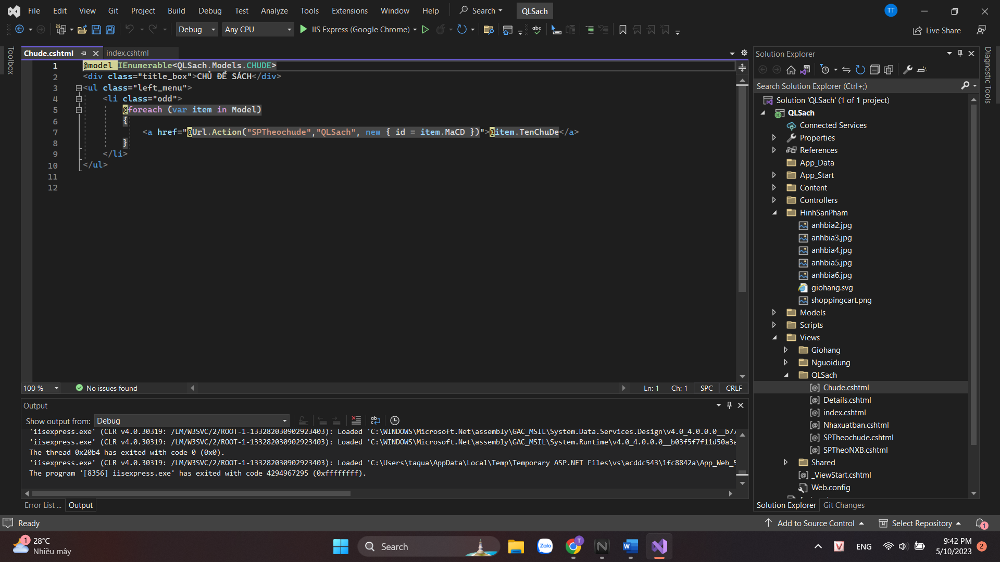 File Edit View Git Project Build Debug Test Analyze Tools Extensions Window Help Search QLSach TT
Debug Any CPU IIS Express (Google Chrome) Live Share
Toolbox
Chude.cshtml index.cshtml
1 @model IEnumerable<QLSach.Models.CHUDE>
2 <div class="title_box">CHỦ ĐỀ SÁCH</div>
3 <ul class="left_menu">
4 <li class="odd">
5 @foreach (var item in Model)
6 {
7 <a href="@Url.Action("SPTheochude","QLSach", new { id = item.MaCD })">@item.TenChuDe</a>
8 }
9 </li>
10 </ul>
11
12
100 % No issues found Ln: 1 Ch: 1 SPC CRLF
Output
Show output from: Debug
'iisexpress.exe' (CLR v4.0.30319: /LM/W3SVC/2/ROOT-1-133282030902923403): Loaded 'C:\WINDOWS\Microsoft.Net\assembly\GAC_MSIL\System.Data.Services.Design\v4.0_4.0.0.0__b77
'iisexpress.exe' (CLR v4.0.30319: /LM/W3SVC/2/ROOT-1-133282030902923403): Loaded 'C:\WINDOWS\Microsoft.Net\assembly\GAC_MSIL\System.Runtime\v4.0_4.0.0.0__b03f5f7f11d50a3a
The thread 0x20b4 has exited with code 0 (0x0).
'iisexpress.exe' (CLR v4.0.30319: /LM/W3SVC/2/ROOT-1-133282030902923403): Loaded 'C:\Users\taqua\AppData\Local\Temp\Temporary ASP.NET Files\vs\acddc543\1fc8842a\App_Web_5
The program '[8356] iisexpress.exe' has exited with code 4294967295 (0xffffffff).
Error List ... Output
Solution Explorer
Search Solution Explorer (Ctrl+;)
Solution 'QLSach' (1 of 1 project)
QLSach
Connected Services
Properties
References
App_Data
App_Start
Content
Controllers
HinhSanPham
anhbia2.jpg
anhbia3.jpg
anhbia4.jpg
anhbia5.jpg
anhbia6.jpg
giohang.svg
shoppingcart.png
Models
Scripts
Views
Giohang
Nguoidung
QLSach
Chude.cshtml
Details.cshtml
index.cshtml
Nhaxuatban.cshtml
SPTheochude.cshtml
SPTheoNXB.cshtml
Shared
_ViewStart.cshtml
Web.config
Solution Explorer Git Changes
Diagnostic Tools
Ready Add to Source Control Select Repository 1
1 28°C
Nhiều mây
Search
Zalo
T
ENG
9:42 PM
5/10/2023
2